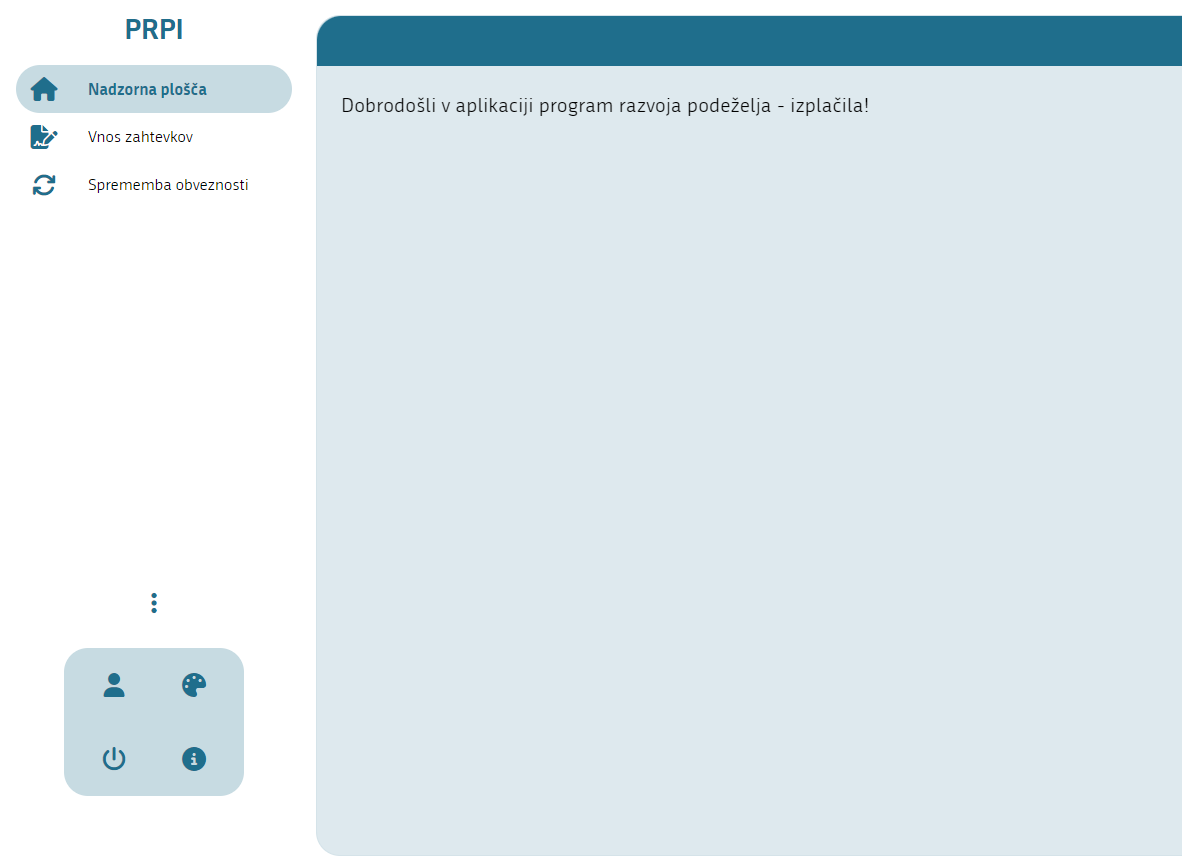 PRPI
Nadzorna plošča
Vnos zahtevkov
Sprememba obveznosti
Dobrodošli v aplikaciji program razvoja podeželja - izplačila!